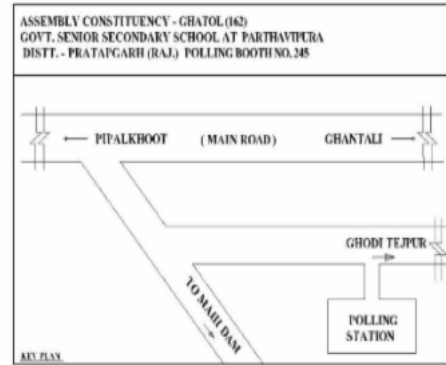 ASSEMBLY CONSTITUENCY - GHATOL (162)
GOVT. SENIOR SECONDARY SCHOOL AT PARTHAVIPURA
DISTT. - PRATAPGARH (RAJ.) POLLING BOOTH NO. 245
PIPALKHOOT (MAIN ROAD) GHANTALI
GHODI TEJPUR
TO MAHI DAM
POLLING
STATION
KEY PLAN